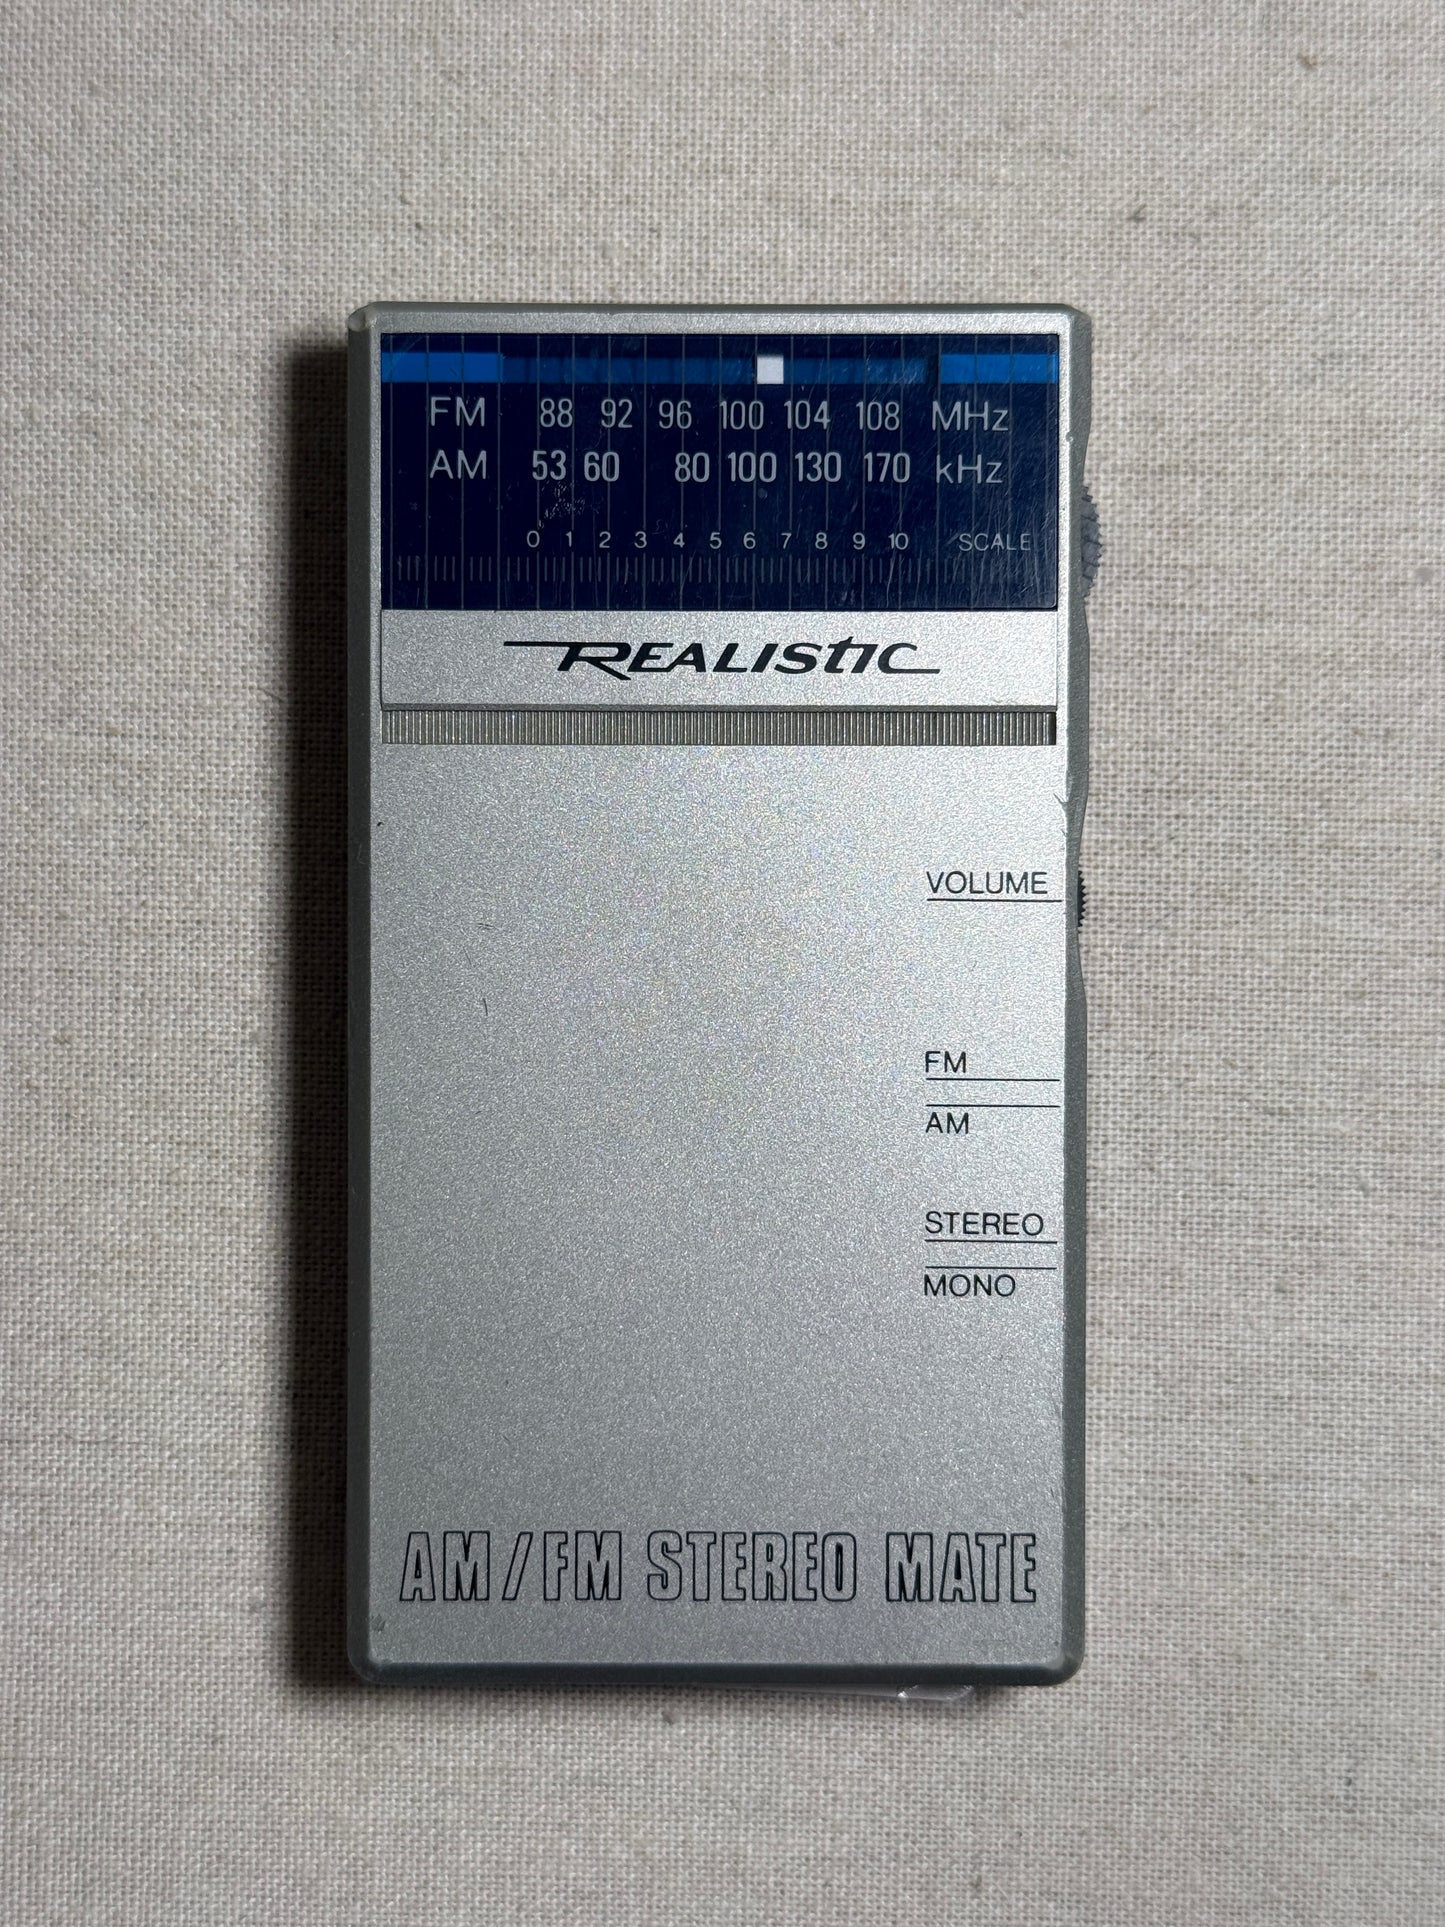 FM 88 92 96 100 104 108 MHz
AM 53 60 80 100 130 170 kHz
0 1 2 3 4 5 6 7 8 9 10 SCALE
REALISTIC
VOLUME
FM
AM
STEREO
MONO
AM/FM STEREO MATE